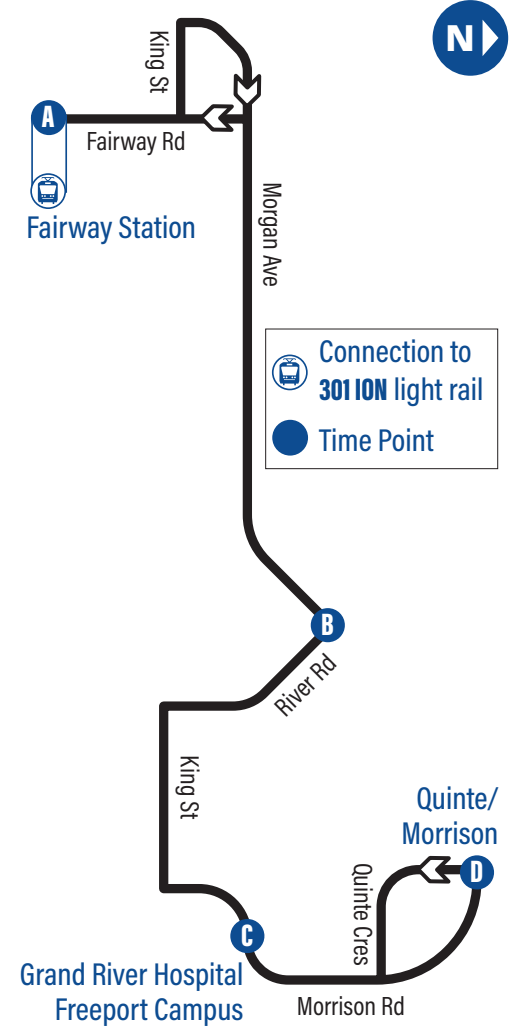 N
King St
A
Fairway Rd
Fairway Station
Morgan Ave
Connection to
301 ION light rail
Time Point
B
River Rd
King St
Quinte/
Morrison
D
Quinte Cres
C
Grand River Hospital
Freeport Campus
Morrison Rd